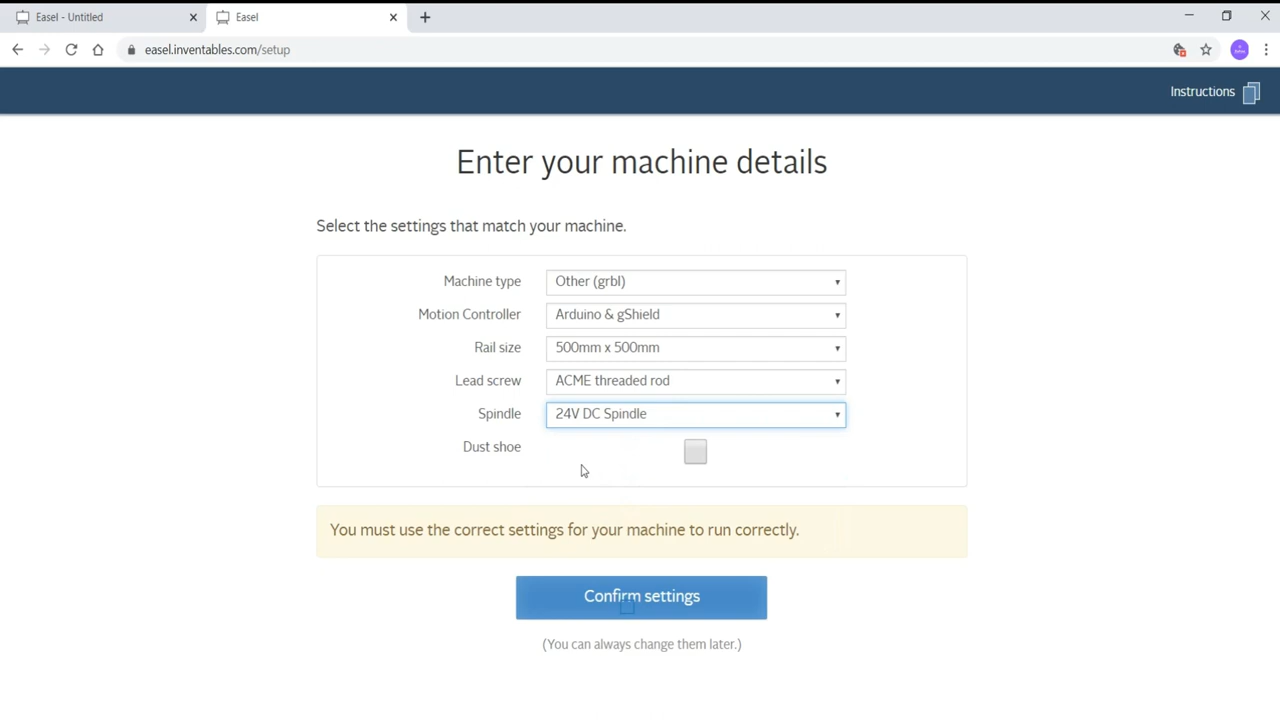 Easel - Untitled
Easel
easel.inventables.com/setup
Instructions
Enter your machine details
Select the settings that match your machine.
Machine type Other (grbl)
Motion Controller Arduino & gShield
Rail size 500mm x 500mm
Lead screw ACME threaded rod
Spindle 24V DC Spindle
Dust shoe
You must use the correct settings for your machine to run correctly.
Confirm settings
(You can always change them later.)